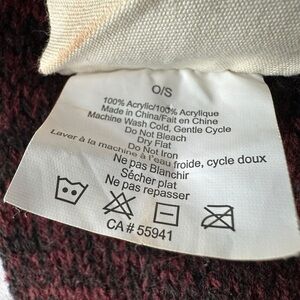 O/S
100% Acrylic/100% Acrylique
Made in China/Fait en Chine
Machine Wash Cold, Gentle Cycle
Do Not Bleach
Dry Flat
Do Not Iron
Laver à la machine à l'eau froide, cycle doux
Ne pas Blanchir
Sécher plat
Ne pas repasser
CA # 55941